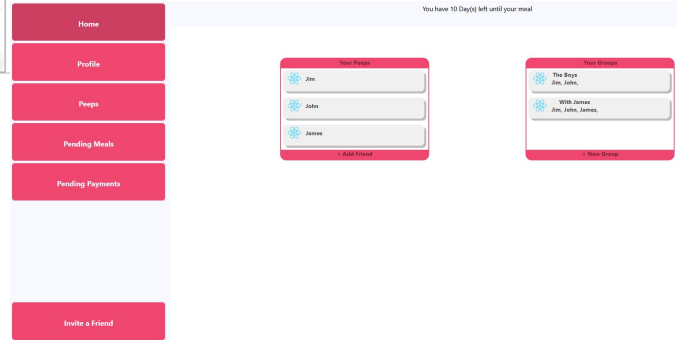 You have 10 Day(s) left until your meal
Home
Profile
Peeps
Pending Meals
Pending Payments
Invite a Friend
Your Peeps
Jim
John
James
+ Add Friend
Your Groups
The Boys
Jim, John,
With James
Jim, John, James,
+ New Group